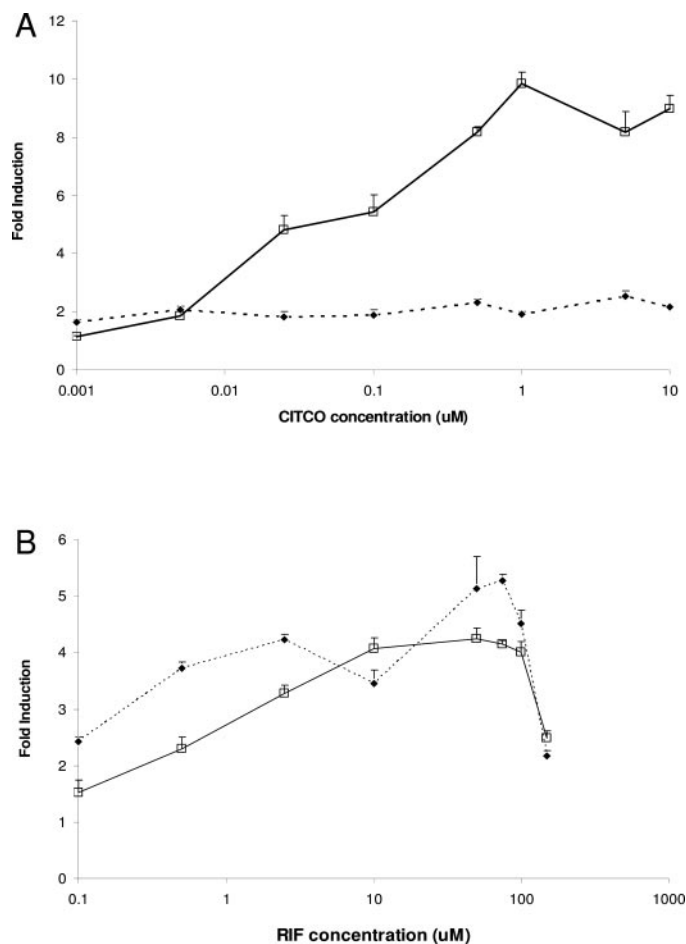 A
12
10
8
6
4
2
0
Fold Induction
0.001 0.01 0.1 1 10
CITCO concentration (uM)
B
6
5
4
3
2
1
0
Fold Induction
0.1 1 10 100 1000
RIF concentration (uM)